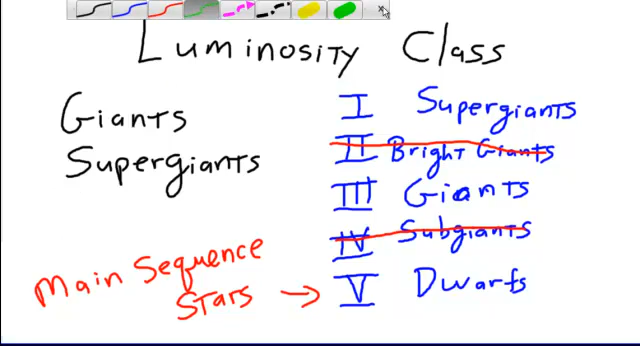 Luminosity Class
Giants
Supergiants
I Supergiants
II Bright Giants
III Giants
IV Subgiants
V Dwarfs
Main Sequence
Stars →